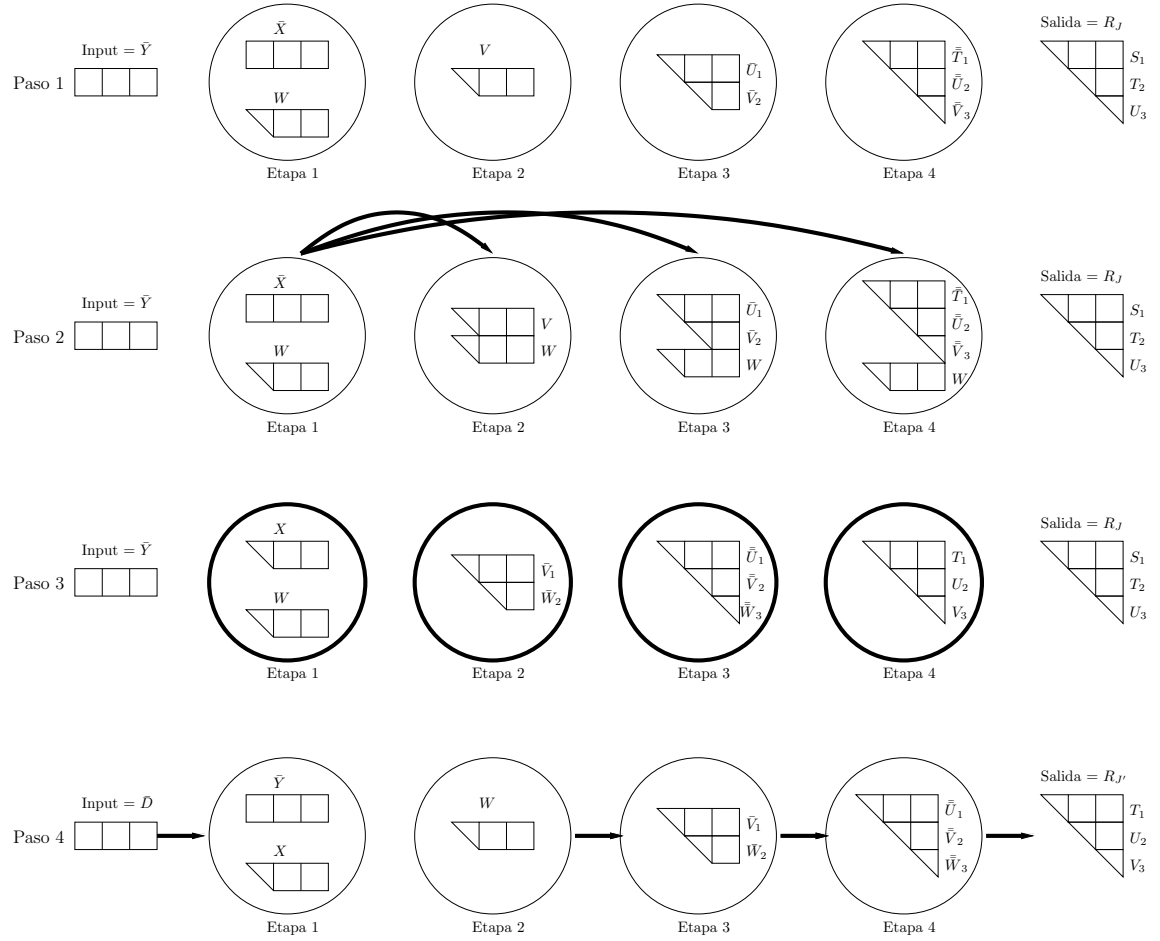 Input = Ȳ
X̄
V
Salida = R_J
Paso 1
W
Ū₁
V̄₂
T̿₁
U̿₂
V̿₃
S₁
T₂
U₃
Etapa 1
Etapa 2
Etapa 3
Etapa 4
Input = Ȳ
X̄
Salida = R_J
Paso 2
W
V
W
Ū₁
V̄₂
W
T̿₁
U̿₂
V̿₃
W
S₁
T₂
U₃
Etapa 1
Etapa 2
Etapa 3
Etapa 4
Input = Ȳ
X
Salida = R_J
Paso 3
W
V̄₁
W̄₂
U̿₁
V̿₂
W̿₃
T₁
U₂
V₃
S₁
T₂
U₃
Etapa 1
Etapa 2
Etapa 3
Etapa 4
Input = D̄
Ȳ
W
Salida = R_J'
Paso 4
X
V̄₁
W̄₂
U̿₁
V̿₂
W̿₃
T₁
U₂
V₃
Etapa 1
Etapa 2
Etapa 3
Etapa 4